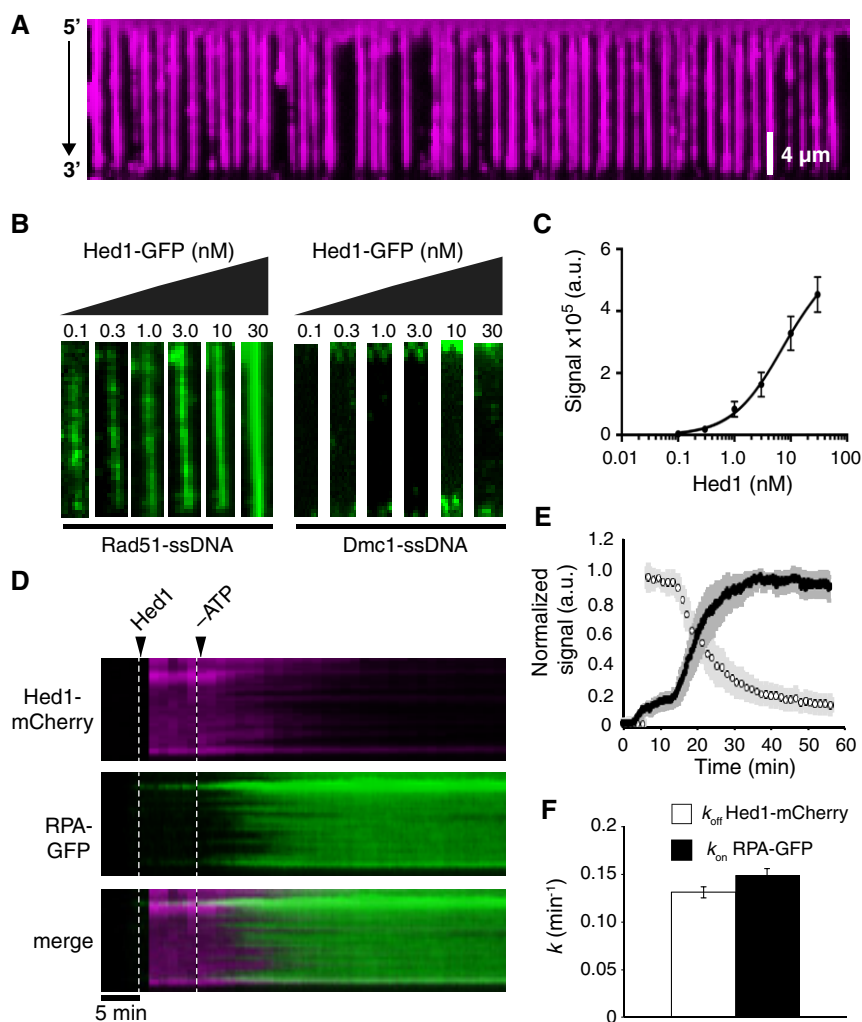 A
5’
3’
4 µm
B
Hed1-GFP (nM)
Hed1-GFP (nM)
0.1 0.3 1.0 3.0 10 30
0.1 0.3 1.0 3.0 10 30
Rad51-ssDNA
Dmc1-ssDNA
C
Signal x10⁵ (a.u.)
6
4
2
0
0.01 0.1 1.0 10 100
Hed1 (nM)
D
Hed1
–ATP
Hed1-
mCherry
RPA-
GFP
merge
5 min
E
Normalized
signal (a.u.)
1.2
1.0
0.8
0.6
0.4
0.2
0
0 10 20 30 40 50 60
Time (min)
F
koff Hed1-mCherry
kon RPA-GFP
k (min⁻¹)
0.2
0.15
0.10
0.05
0